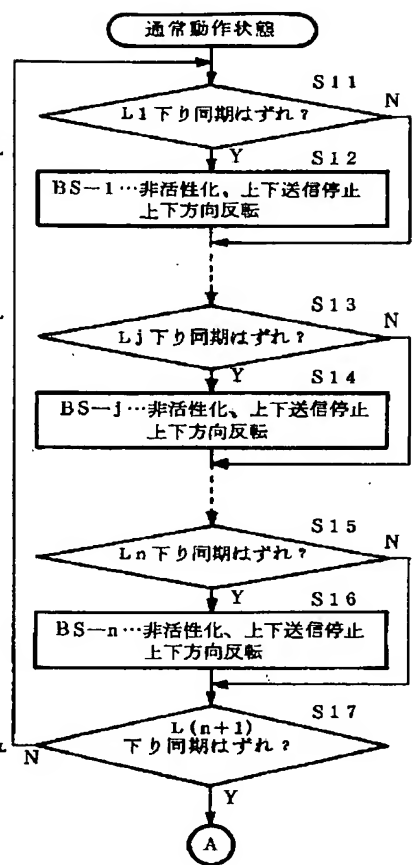 通常動作状態
S11
L1下り同期はずれ?
N
Y
S12
BS-1…非活性化、上下送信停止
上下方向反転
S13
Lj下り同期はずれ?
N
Y
S14
BS-j…非活性化、上下送信停止
上下方向反転
S15
Ln下り同期はずれ?
N
Y
S16
BS-n…非活性化、上下送信停止
上下方向反転
S17
L(n+1)
下り同期はずれ?
N
Y
A